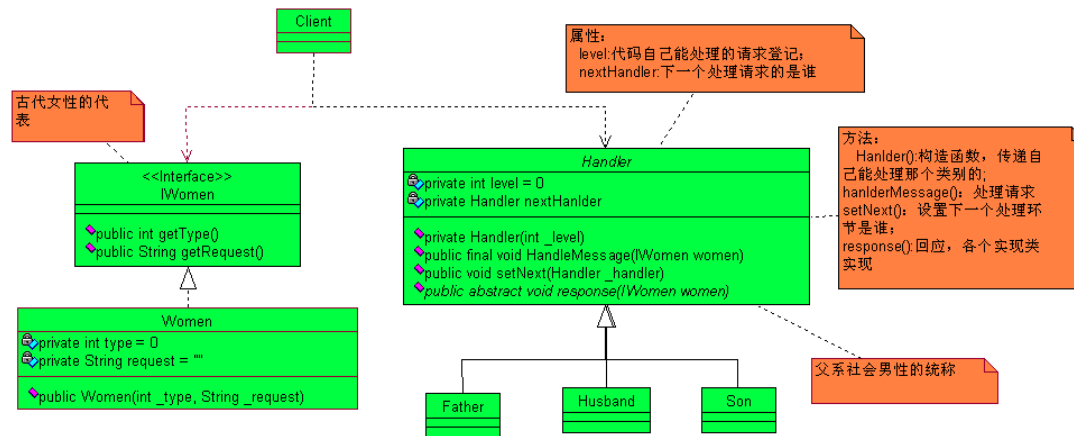 Client
属性：
level:代码自己能处理的请求登记；
nextHandler:下一个处理请求的是谁
古代女性的代
表
<<Interface>>
IWomen
public int getType()
public String getRequest()
Handler
private int level = 0
private Handler nextHanlder
private Handler(int _level)
public final void HandleMessage(IWomen women)
public void setNext(Handler _handler)
public abstract void response(IWomen women)
方法：
Hanlder():构造函数，传递自
己能处理那个类别的;
hanlderMessage()：处理请求
setNext()：设置下一个处理环
节是谁；
response():回应，各个实现类
实现
Women
private int type = 0
private String request = ""
public Women(int _type, String _request)
父系社会男性的统称
Father
Husband
Son